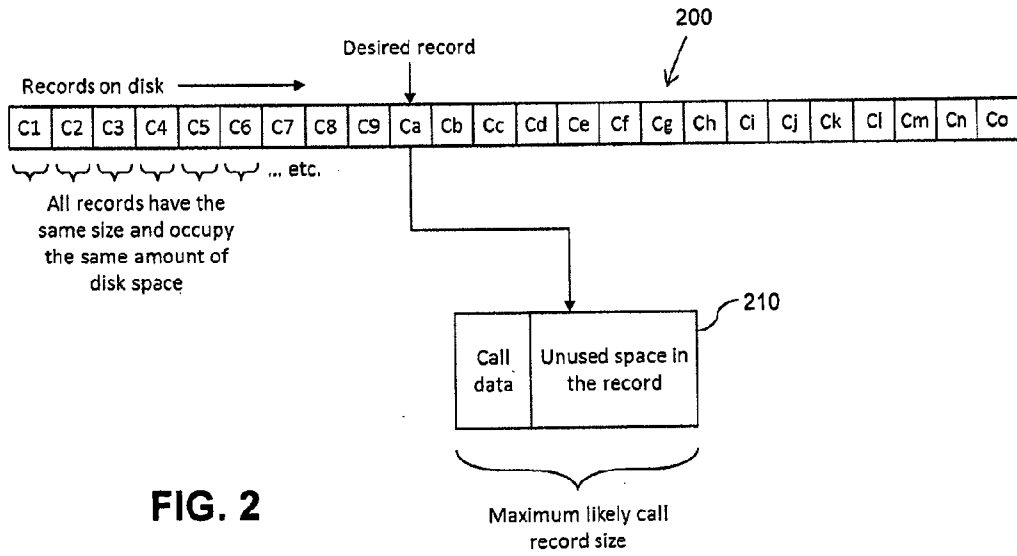 200
Desired record
Records on disk
C1 C2 C3 C4 C5 C6 C7 C8 C9 Ca Cb Cc Cd Ce Cf Cg Ch Ci Cj Ck Cl Cm Cn Co
... etc.
All records have the
same size and occupy
the same amount of
disk space
210
Call
data
Unused space in
the record
Maximum likely call
record size
FIG. 2